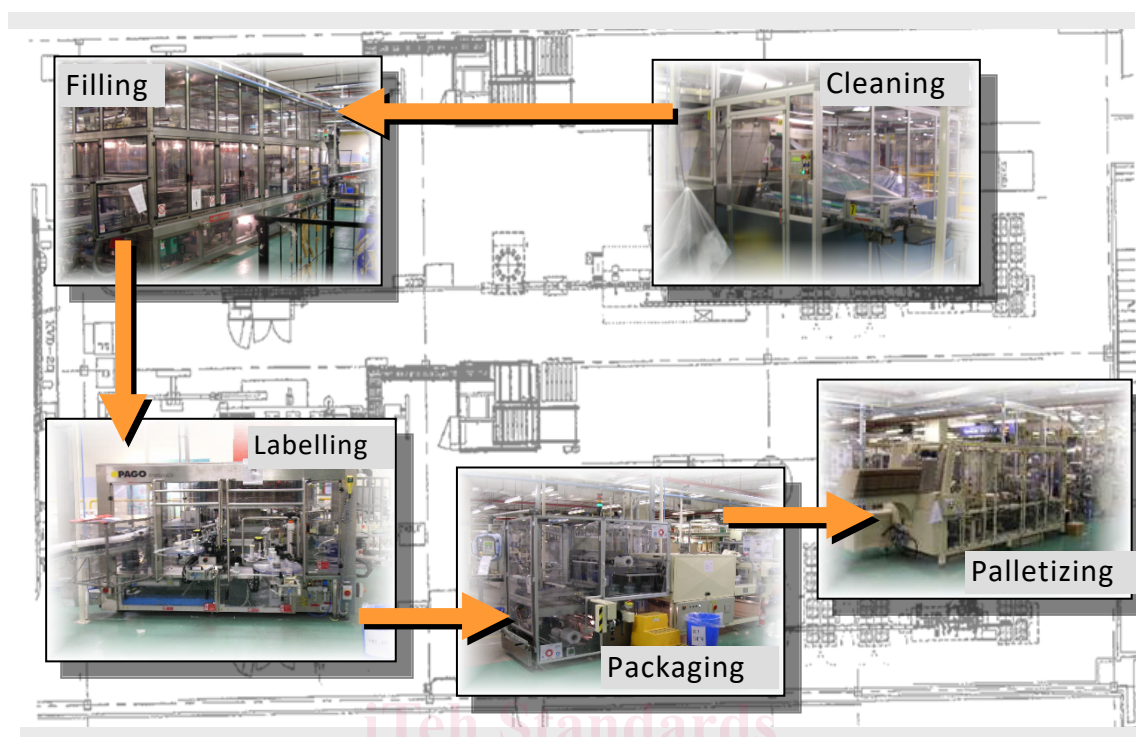 Filling
Cleaning
Labelling
PAGO
Packaging
Palletizing
iTeh Standards